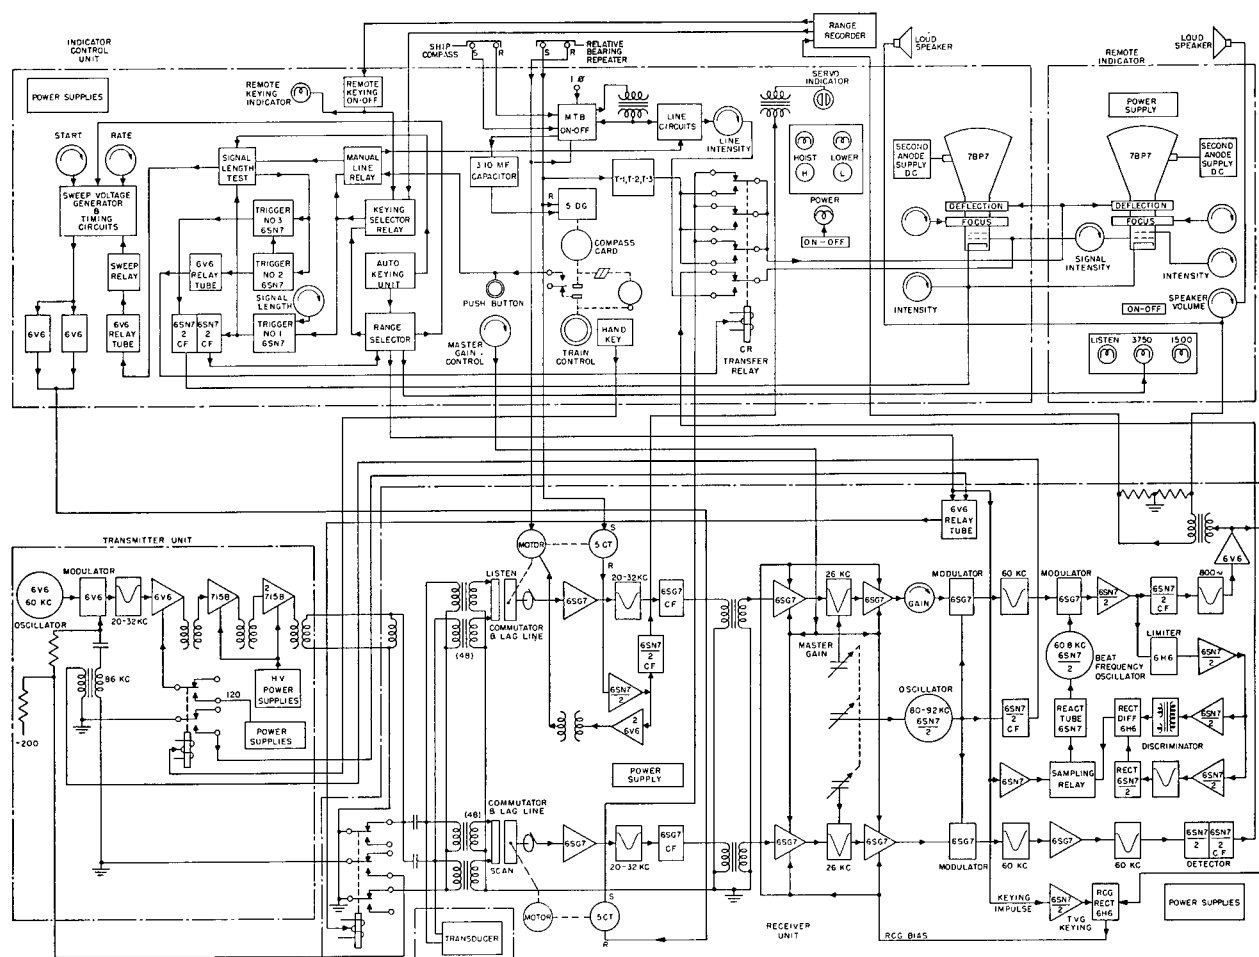 INDICATOR
CONTROL
UNIT
SHIP
COMPASS
S
R
S
R
RELATIVE
BEARING
REPEATER
RANGE
RECORDER
LOUD
SPEAKER
LOUD
SPEAKER
REMOTE
INDICATOR
POWER SUPPLIES
REMOTE
KEYING
INDICATOR
REMOTE
KEYING
ON-OFF
1 Ø
MTB
ON-OFF
LINE
CIRCUITS
LINE
INTENSITY
SERVO
INDICATOR
HOIST
LOWER
H
L
POWER
ON-OFF
SECOND
ANODE
SUPPLY
DC
7BP7
DEFLECTION
FOCUS
POWER
SUPPLY
7BP7
DEFLECTION
FOCUS
SECOND
ANODE
SUPPLY
DC
START
RATE
SIGNAL
LENGTH
TEST
MANUAL
LINE
RELAY
310 MF
CAPACITOR
T-1,T-2,T-3
SWEEP VOLTAGE
GENERATOR
&
TIMING
CIRCUITS
TRIGGER
NO 3
6SN7
KEYING
SELECTOR
RELAY
R
5 DG
COMPASS
CARD
SIGNAL
INTENSITY
INTENSITY
INTENSITY
SWEEP
RELAY
6V6
RELAY
TUBE
TRIGGER
NO 2
6SN7
AUTO
KEYING
UNIT
PUSH BUTTON
SIGNAL
LENGTH
ON-OFF
SPEAKER
VOLUME
6V6
6V6
6V6
RELAY
TUBE
6SN7
2
CF
6SN7
2
CF
TRIGGER
NO 1
6SN7
RANGE
SELECTOR
MASTER
GAIN
CONTROL
TRAIN
CONTROL
HAND
KEY
CR
TRANSFER
RELAY
LISTEN
3750
1500
TRANSMITTER UNIT
6V6
60 KC
OSCILLATOR
MODULATOR
6V6
20-32KC
6V6
715B
2
715B
86 KC
-200
120
HV
POWER
SUPPLIES
POWER
SUPPLIES
LISTEN
COMMUTATOR
& LAG LINE
(48)
MOTOR
5 CT
S
R
6SG7
20-32KC
6SG7
CF
6SN7
2
CF
6SN7
2
2
6V6
POWER
SUPPLY
6V6
RELAY
TUBE
6SG7
26 KC
6SG7
GAIN
MODULATOR
6SG7
60 KC
MODULATOR
6SG7
6SN7
2
6SN7
2
CF
800~
6V6
MASTER
GAIN
OSCILLATOR
80-92 KC
6SN7
2
6SN7
2
CF
60.8 KC
6SN7
2
BEAT
FREQUENCY
OSCILLATOR
LIMITER
6H6
6SN7
2
REACT
TUBE
6SN7
RECT
DIFF
6H6
6SN7
2
DISCRIMINATOR
6SN7
2
SAMPLING
RELAY
RECT
6SN7
2
6SN7
2
COMMUTATOR
& LAG LINE
(48)
SCAN
6SG7
20-32 KC
6SG7
CF
MOTOR
5CT
S
R
TRANSDUCER
6SG7
26 KC
6SG7
6SG7
MODULATOR
60 KC
6SG7
60 KC
6SN7
2
6SN7
2
CF
DETECTOR
RECEIVER
UNIT
RCG BIAS
KEYING
IMPULSE
6SN7
2
TVG
KEYING
RCG
RECT
6H6
POWER SUPPLIES